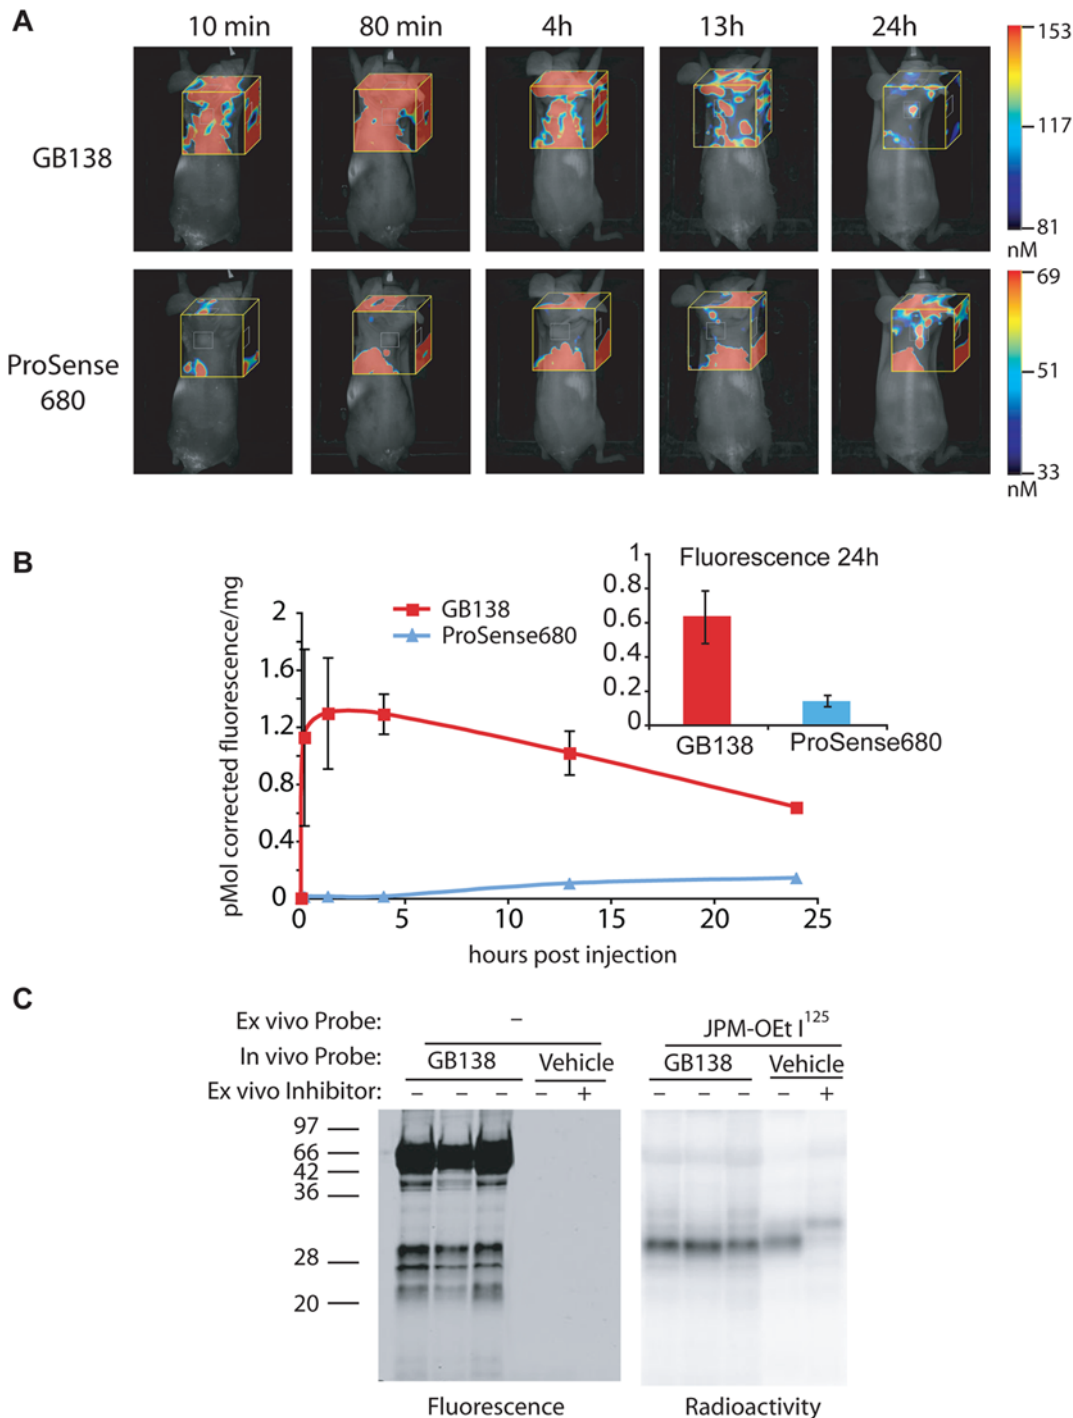 A
10 min 80 min 4h 13h 24h
GB138
153
117
81
nM
ProSense
680
69
51
33
nM
B
pMol corrected fluorescence/mg
2
1.6
1.2
0.8
0.4
0
0 5 10 15 20 25
hours post injection
GB138
ProSense680
Fluorescence 24h
1
0.8
0.6
0.4
0.2
0
GB138 ProSense680
C
Ex vivo Probe: – JPM-OEt I125
In vivo Probe: GB138 Vehicle GB138 Vehicle
Ex vivo Inhibitor: – – – – + – – – – +
97
66
42
36
28
20
Fluorescence Radioactivity